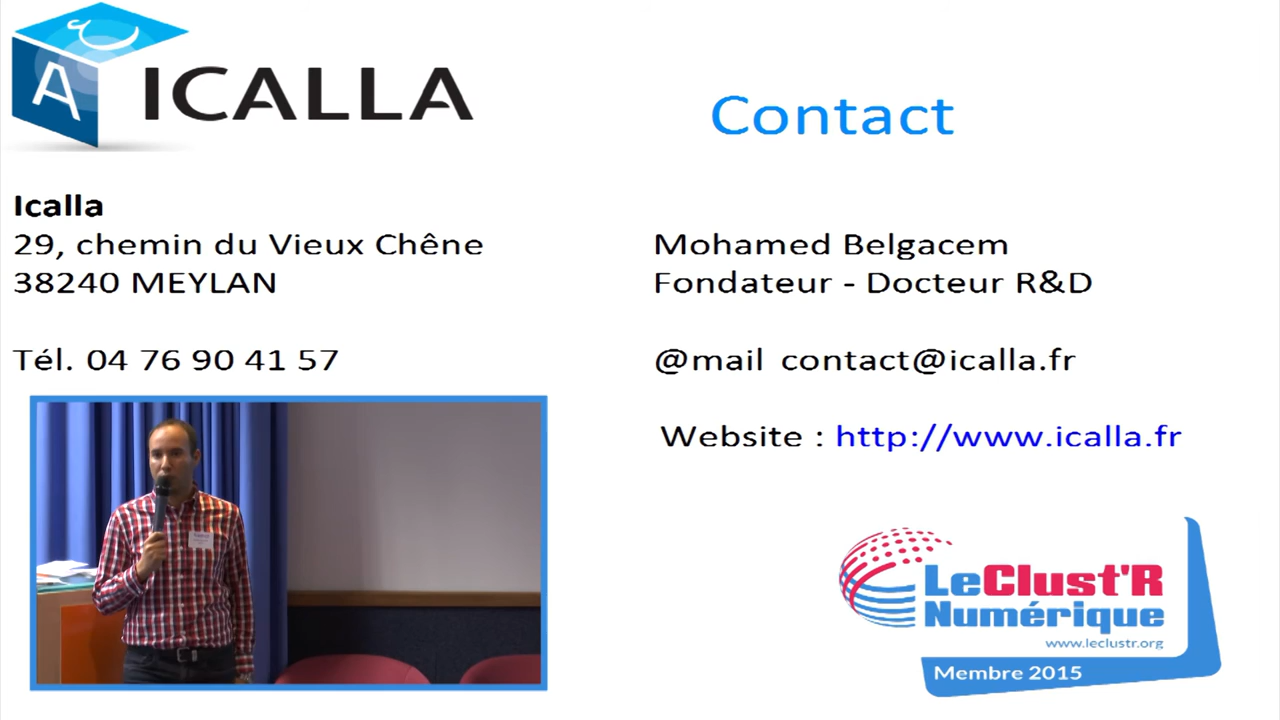 A ICALLA
Contact
Icalla
29, chemin du Vieux Chêne
38240 MEYLAN
Tél. 04 76 90 41 57
Mohamed Belgacem
Fondateur - Docteur R&D
@mail contact@icalla.fr
Website : http://www.icalla.fr
LeClust'R
Numérique
www.leclustr.org
Membre 2015